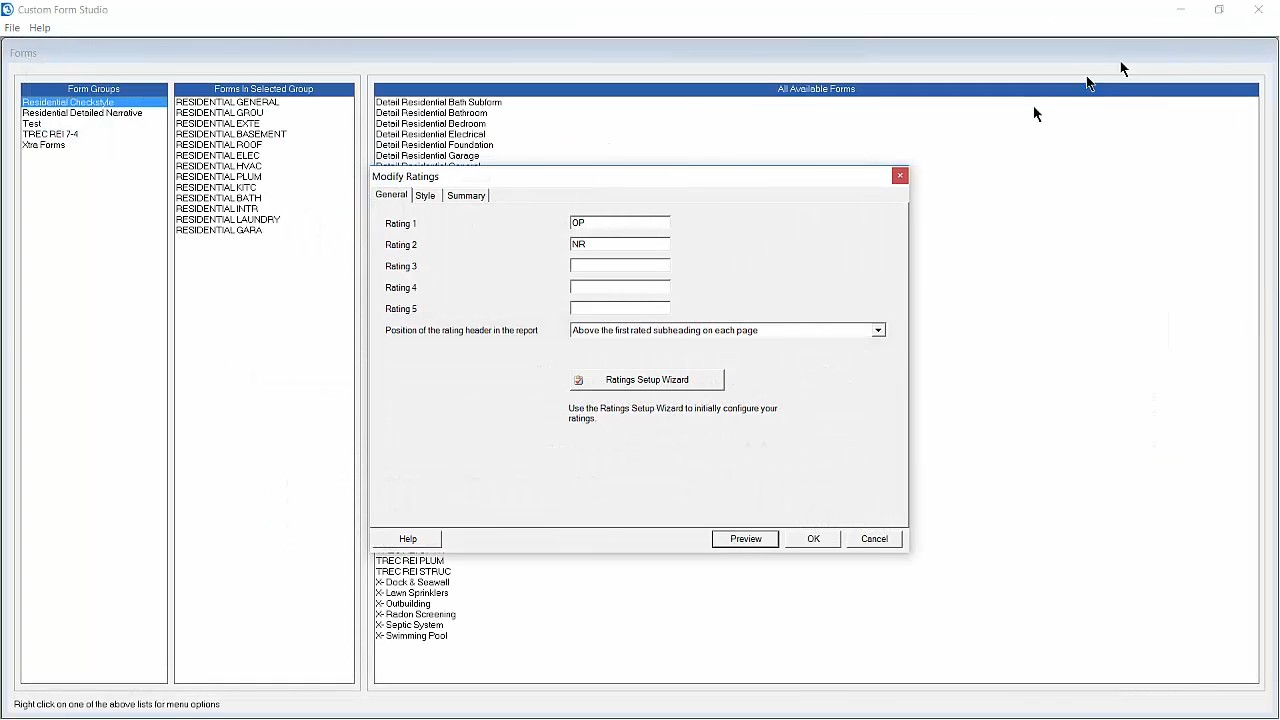 Custom Form Studio
File Help
Forms
Form Groups
Residential Checkstyle
Residential Detailed Narrative
Test
TREC REI 7-4
Xtra Forms
Forms In Selected Group
RESIDENTIAL GENERAL
RESIDENTIAL GROU
RESIDENTIAL EXTE
RESIDENTIAL BASEMENT
RESIDENTIAL ROOF
RESIDENTIAL ELEC
RESIDENTIAL HVAC
RESIDENTIAL PLUM
RESIDENTIAL KITC
RESIDENTIAL BATH
RESIDENTIAL INTR
RESIDENTIAL LAUNDRY
RESIDENTIAL GARA
All Available Forms
Detail Residential Bath Subform
Detail Residential Bathroom
Detail Residential Bedroom
Detail Residential Electrical
Detail Residential Foundation
Detail Residential Garage
Modify Ratings
General Style Summary
Rating 1 OP
Rating 2 NR
Rating 3
Rating 4
Rating 5
Position of the rating header in the report Above the first rated subheading on each page
Ratings Setup Wizard
Use the Ratings Setup Wizard to initially configure your
ratings.
Help Preview OK Cancel
TREC REI PLUM
TREC REI STRUC
X- Dock & Seawall
X- Lawn Sprinklers
X- Outbuilding
X- Radon Screening
X- Septic System
X- Swimming Pool
Right click on one of the above lists for menu options